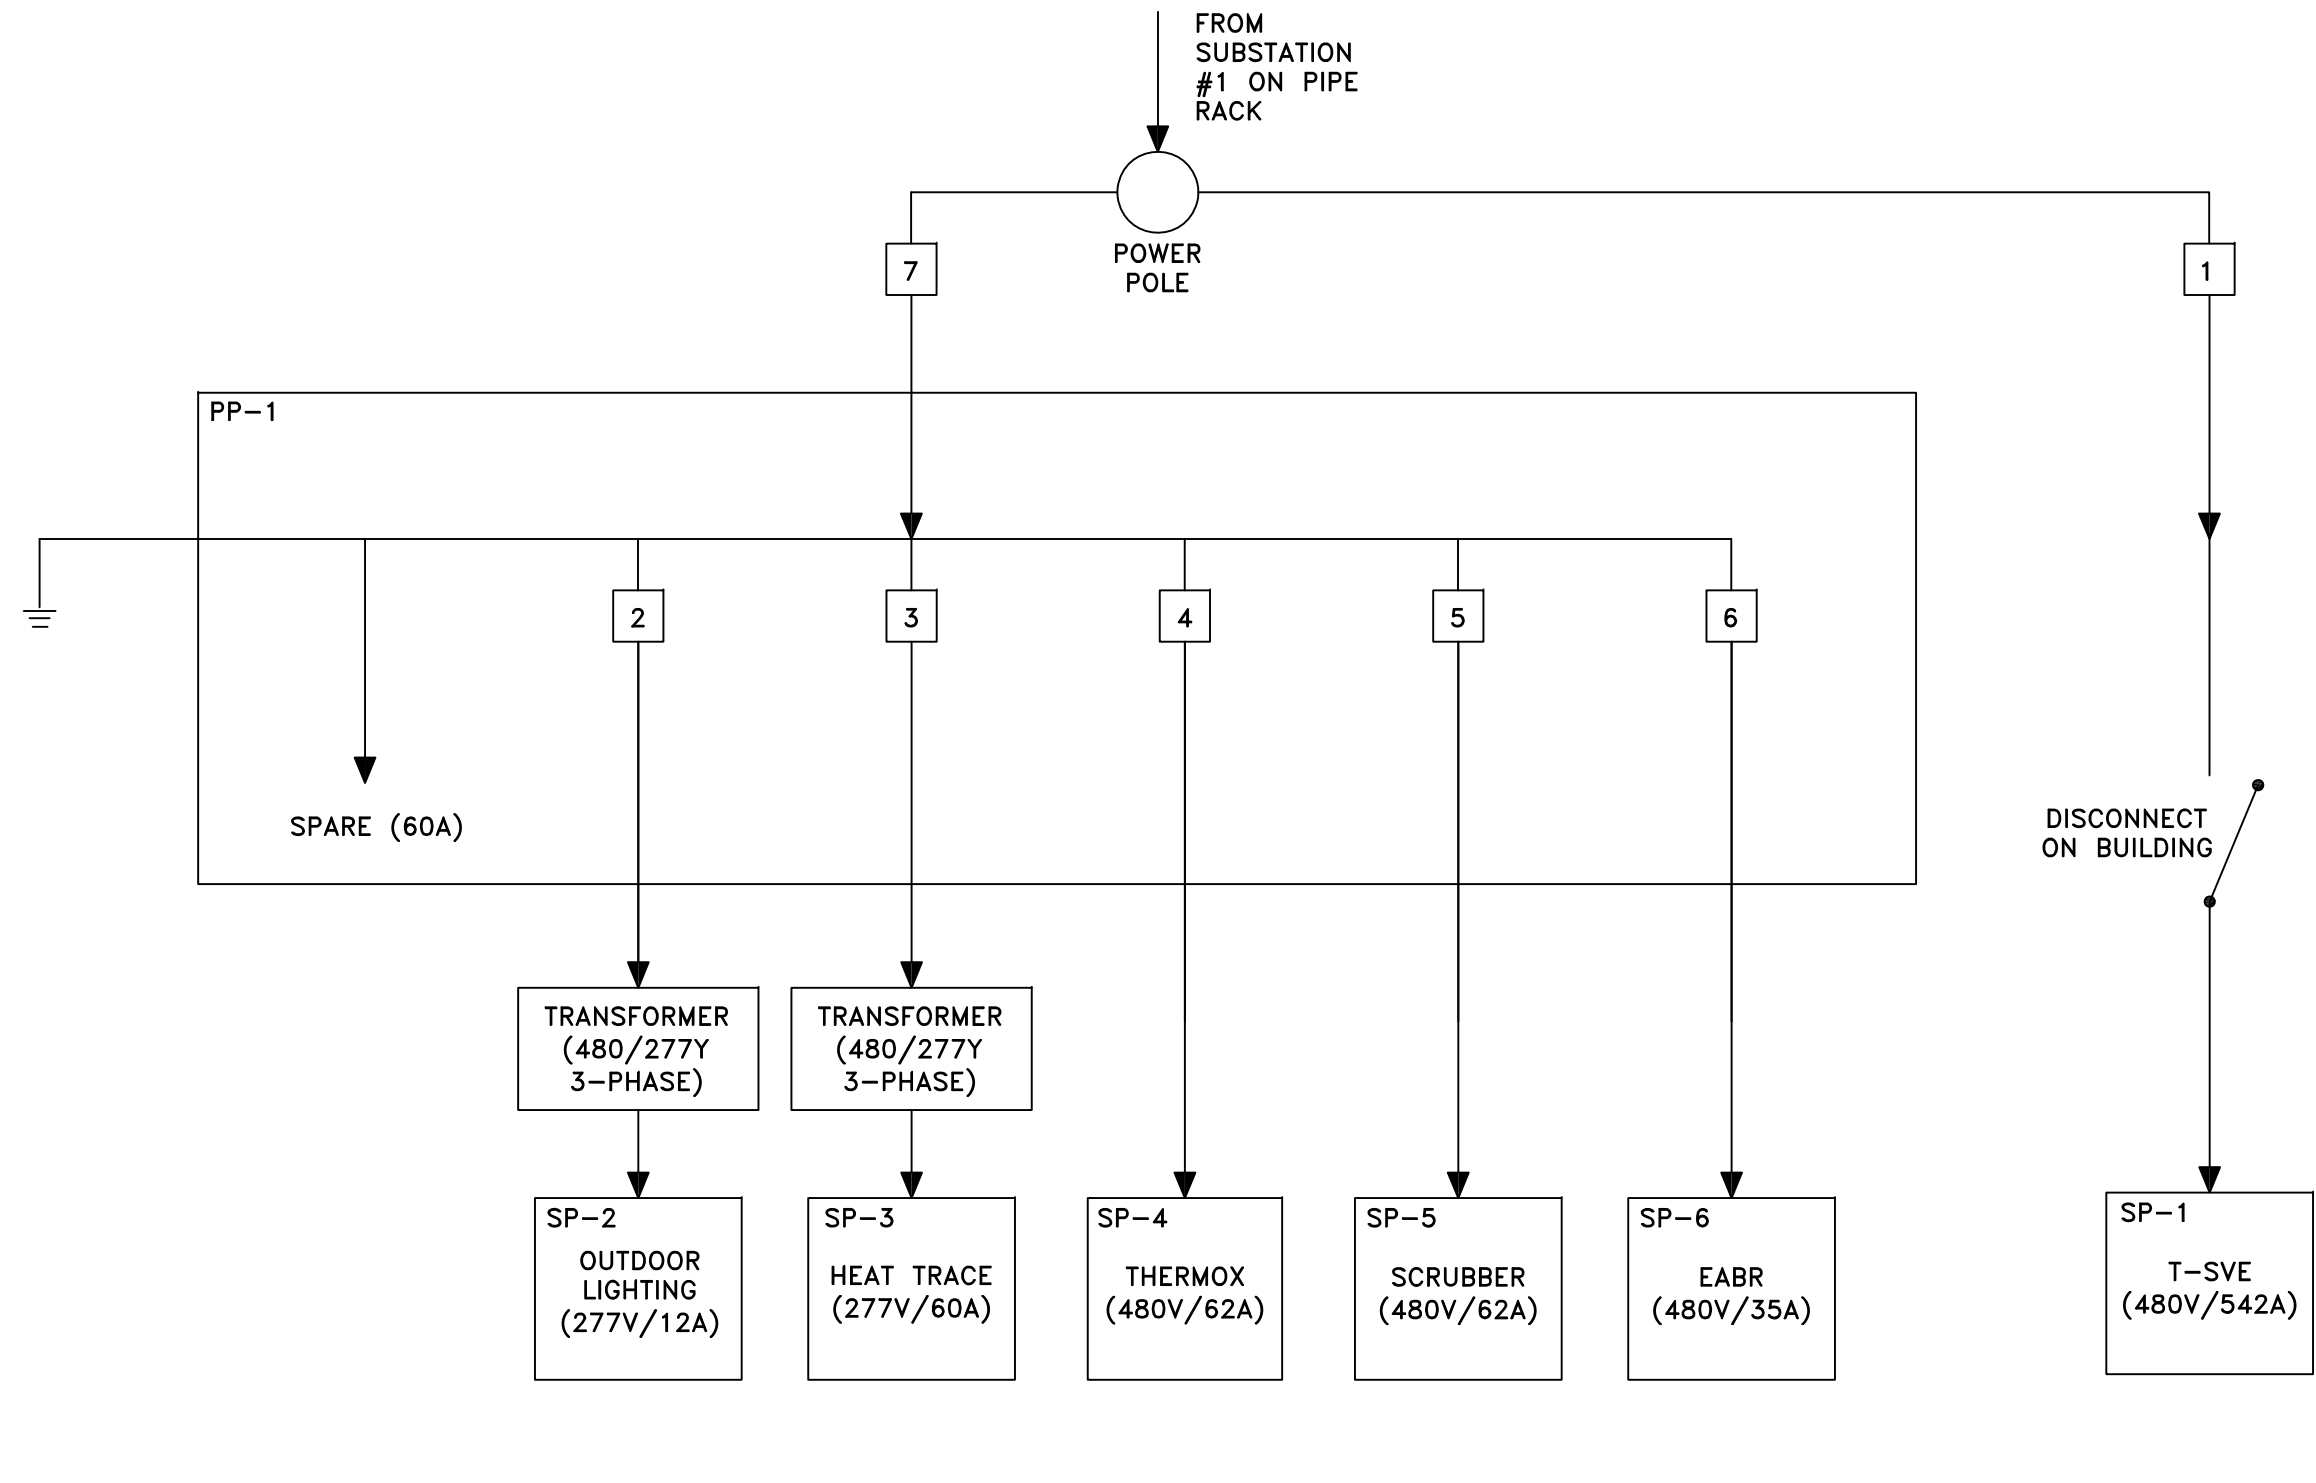 FROM
SUBSTATION
#1 ON PIPE
RACK
POWER
POLE
7
1
PP-1
2
3
4
5
6
SPARE (60A)
DISCONNECT
ON BUILDING
TRANSFORMER
(480/277Y
3-PHASE)
TRANSFORMER
(480/277Y
3-PHASE)
SP-2
OUTDOOR
LIGHTING
(277V/12A)
SP-3
HEAT TRACE
(277V/60A)
SP-4
THERMOX
(480V/62A)
SP-5
SCRUBBER
(480V/62A)
SP-6
EABR
(480V/35A)
SP-1
T-SVE
(480V/542A)